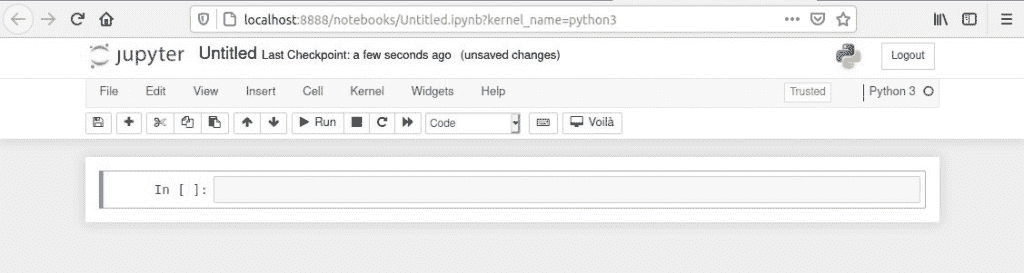 localhost:8888/notebooks/Untitled.ipynb?kernel_name=python3
jupyter Untitled Last Checkpoint: a few seconds ago (unsaved changes) Logout
File Edit View Insert Cell Kernel Widgets Help Trusted Python 3
Run Code Voilà
In [ ]: